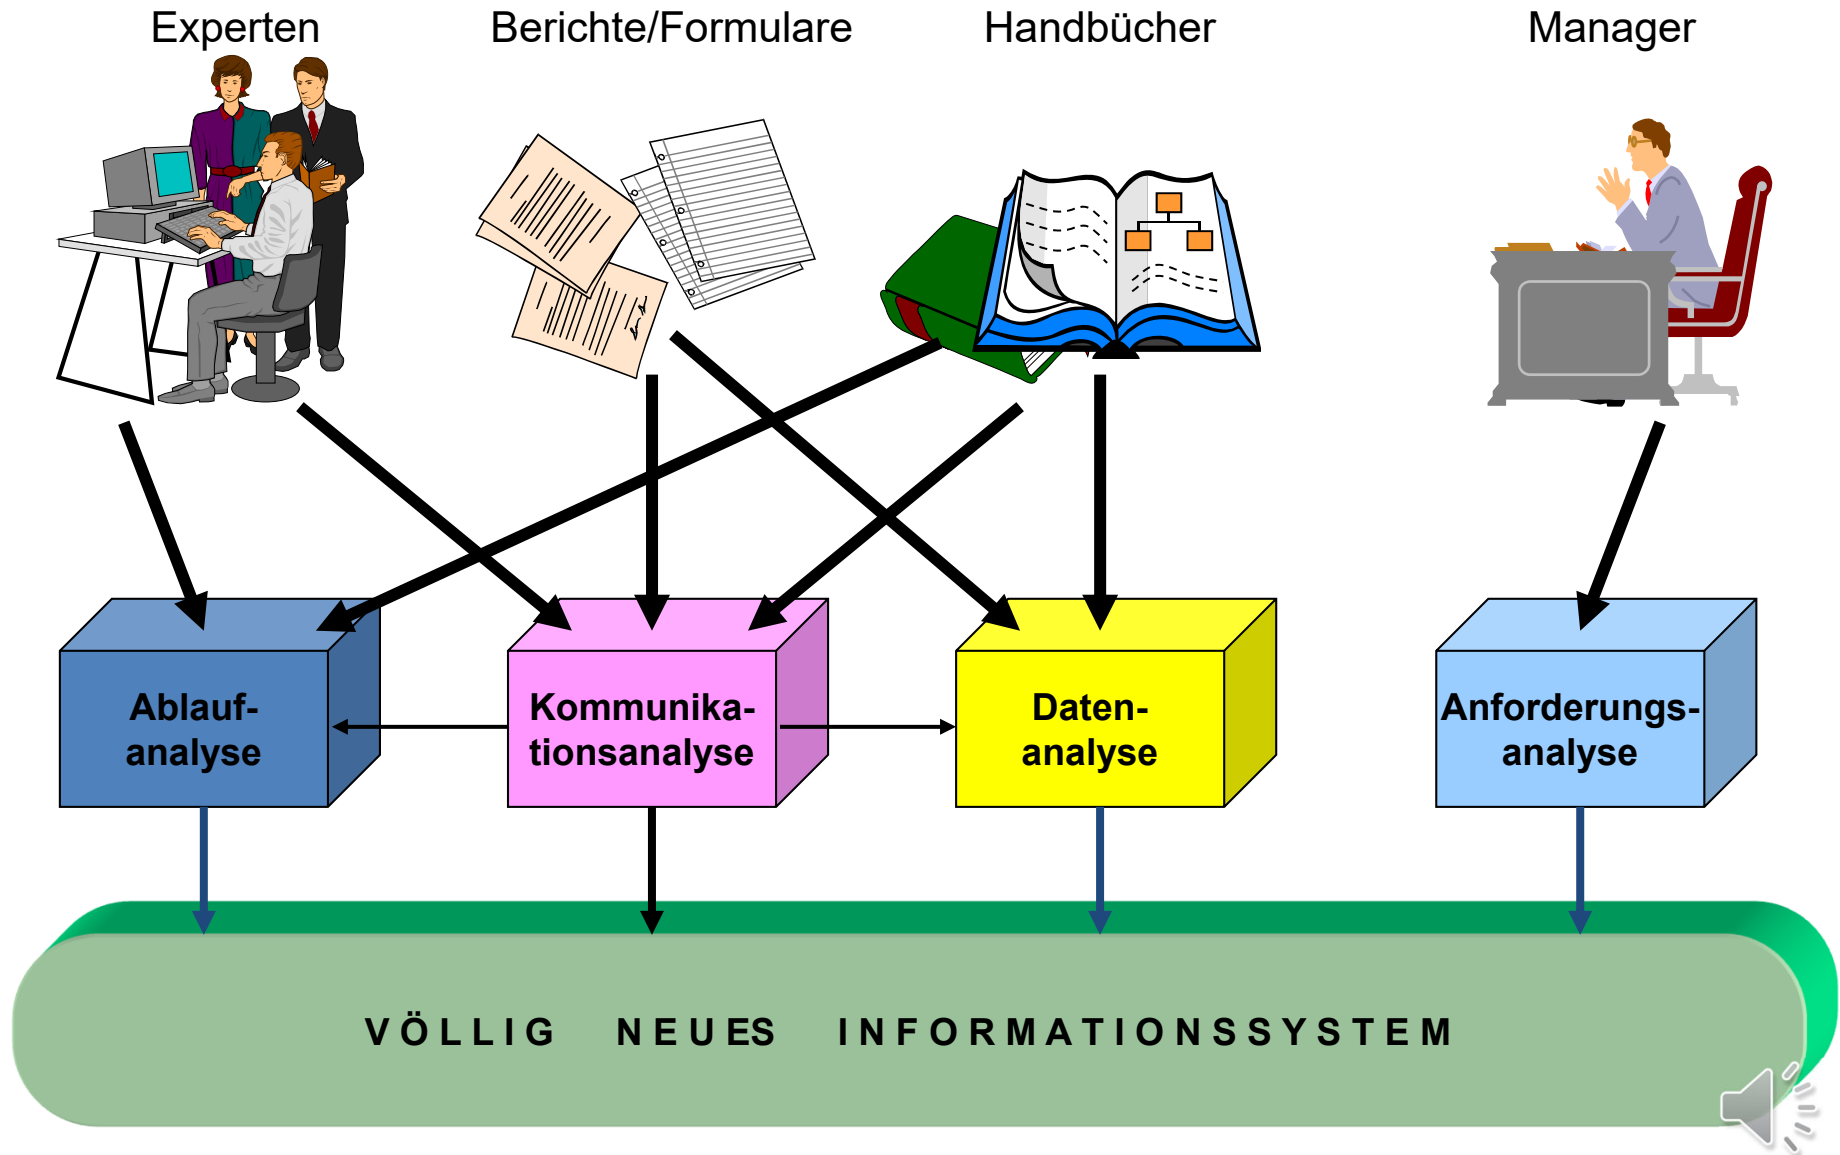 Experten
Berichte/Formulare
Handbücher
Manager
Ablauf-
analyse
Kommunika-
tionsanalyse
Daten-
analyse
Anforderungs-
analyse
VÖLLIG NEUES INFORMATIONSSYSTEM